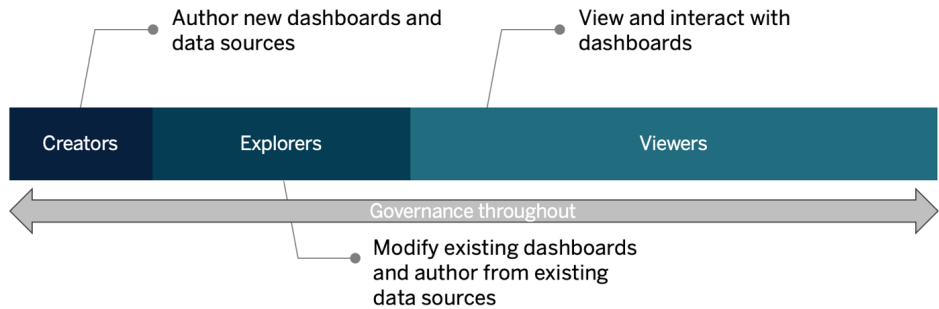 Author new dashboards and
data sources
View and interact with
dashboards
Creators
Explorers
Viewers
Governance throughout
Modify existing dashboards
and author from existing
data sources